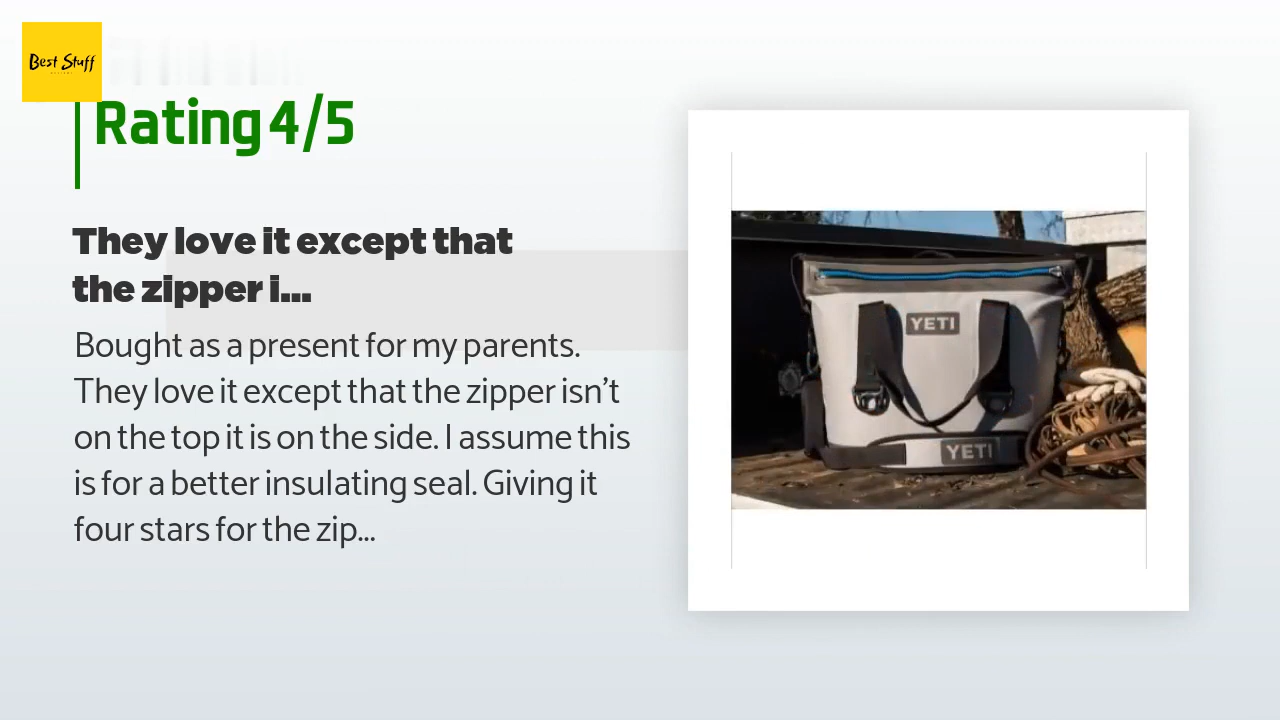 Best Stuff
Rating 4/5
They love it except that
the zipper i...
Bought as a present for my parents.
They love it except that the zipper isn't
on the top it is on the side. I assume this
is for a better insulating seal. Giving it
four stars for the zip...
YETI
YETI